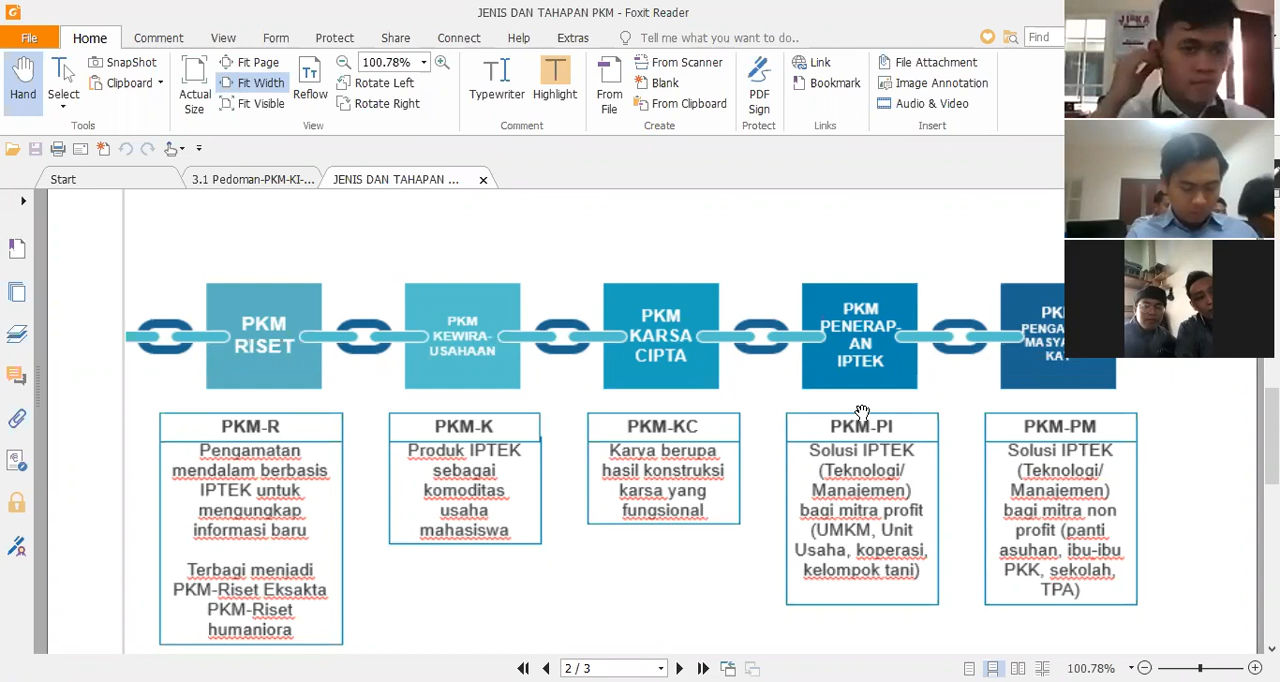 JENIS DAN TAHAPAN PKM - Foxit Reader
File Home Comment View Form Protect Share Connect Help Extras Tell me what you want to do... Find
Hand
Select
SnapShot
Clipboard
Tools
Actual Size
Fit Page
Fit Width
Fit Visible
Reflow
100.78%
Rotate Left
Rotate Right
View
Typewriter
Highlight
Comment
From File
From Scanner
Blank
From Clipboard
Create
PDF Sign
Protect
Link
Bookmark
Links
File Attachment
Image Annotation
Audio & Video
Insert
Start 3.1 Pedoman-PKM-KI-... JENIS DAN TAHAPAN ...
PKM
RISET
PKM
KEWIRA-
USAHAAN
PKM
KARSA
CIPTA
PKM
PENERAP-
AN
IPTEK
PKM-R
Pengamatan
mendalam berbasis
IPTEK untuk
mengungkap
informasi baru
Terbagi menjadi
PKM-Riset Eksakta
PKM-Riset
humaniora
PKM-K
Produk IPTEK
sebagai
komoditas
usaha
mahasiswa
PKM-KC
Karya berupa
hasil konstruksi
karsa yang
fungsional
PKM-PI
Solusi IPTEK
(Teknologi/
Manajemen)
bagi mitra profit
(UMKM, Unit
Usaha, koperasi,
kelompok tani)
PKM-PM
Solusi IPTEK
(Teknologi/
Manajemen)
bagi mitra non
profit (panti
asuhan, ibu-ibu
PKK, sekolah,
TPA)
2 / 3
100.78%